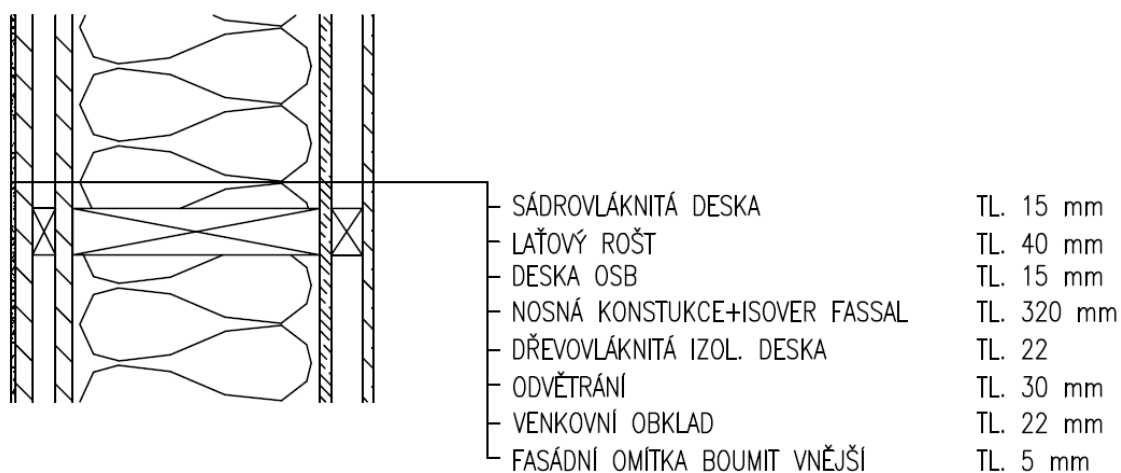 SÁDROVLÁKNITÁ DESKA TL. 15 mm
LAŤOVÝ ROŠT TL. 40 mm
DESKA OSB TL. 15 mm
NOSNÁ KONSTUKCE+ISOVER FASSAL TL. 320 mm
DŘEVOVLÁKNITÁ IZOL. DESKA TL. 22
ODVĚTRÁNÍ TL. 30 mm
VENKOVNÍ OBKLAD TL. 22 mm
FASÁDNÍ OMÍTKA BOUMIT VNĚJŠÍ TL. 5 mm